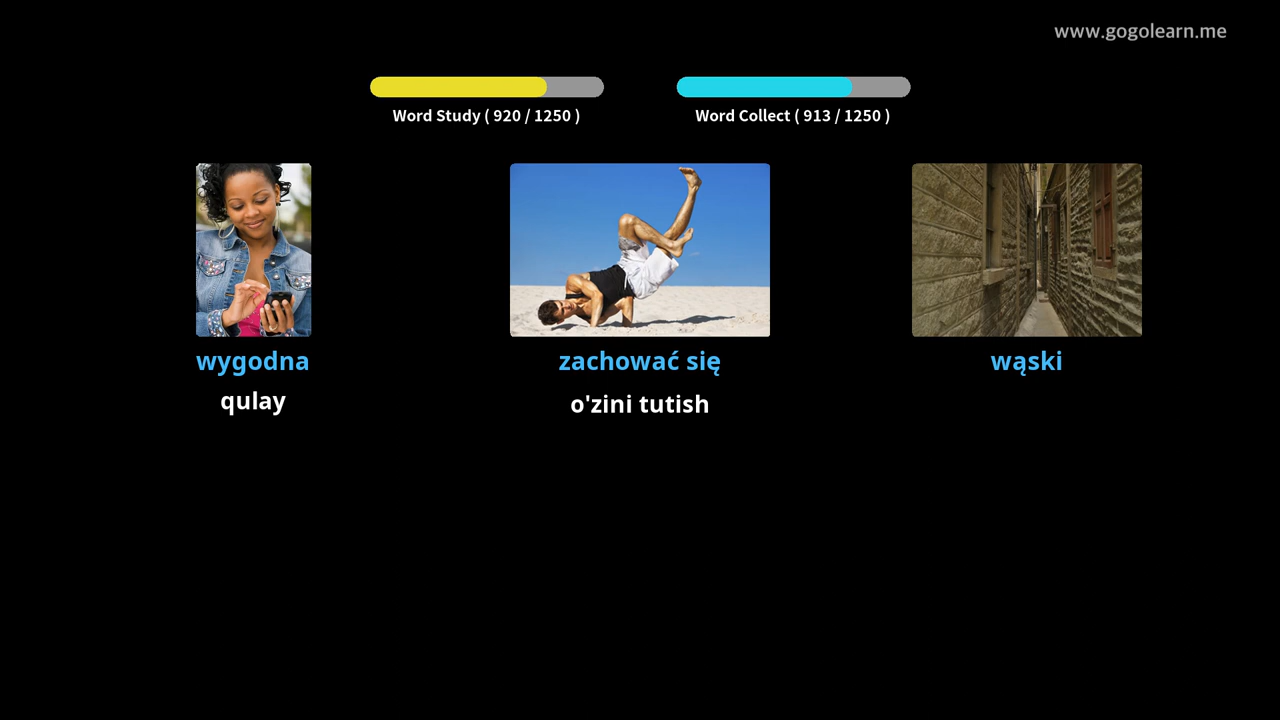 www.gogolearn.me
Word Study ( 920 / 1250 )
Word Collect ( 913 / 1250 )
wygodna
qulay
zachować się
o'zini tutish
wąski